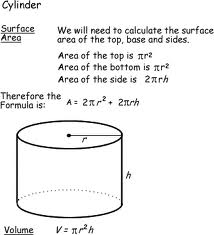 Cylinder
Surface Area
We will need to calculate the surface
area of the top, base and sides.
Area of the top is πr²
Area of the bottom is πr²
Area of the side is 2πrh
Therefore the
Formula is: A = 2πr² + 2πrh
r
h
Volume V = πr²h